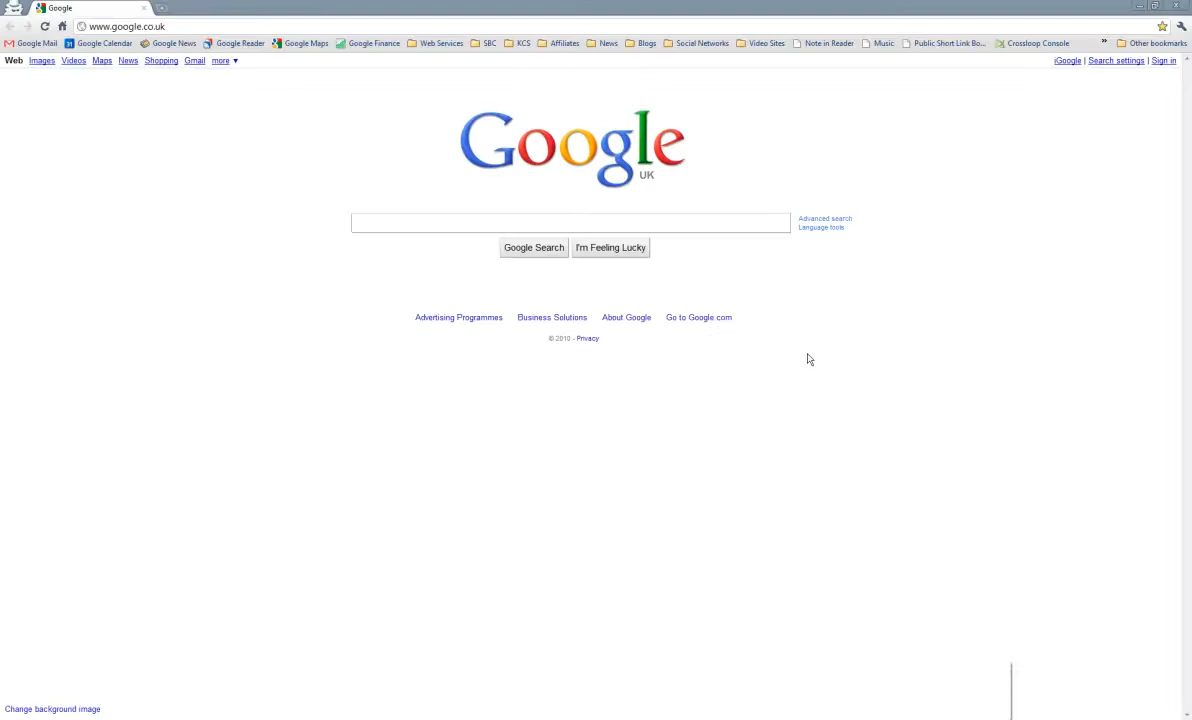 Google
www.google.co.uk
Google Mail Google Calendar Google News Google Reader Google Maps Google Finance Web Services SBC KCS Affiliates News Blogs Social Networks Video Sites Note in Reader Music Public Short Link Bo... Crossloop Console » Other bookmarks
Web Images Videos Maps News Shopping Gmail more ▼ iGoogle | Search settings | Sign in
Google
UK
Advanced search
Language tools
Google Search I'm Feeling Lucky
Advertising Programmes Business Solutions About Google Go to Google.com
© 2010 - Privacy
Change background image